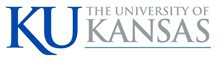 KU THE UNIVERSITY OF
KANSAS